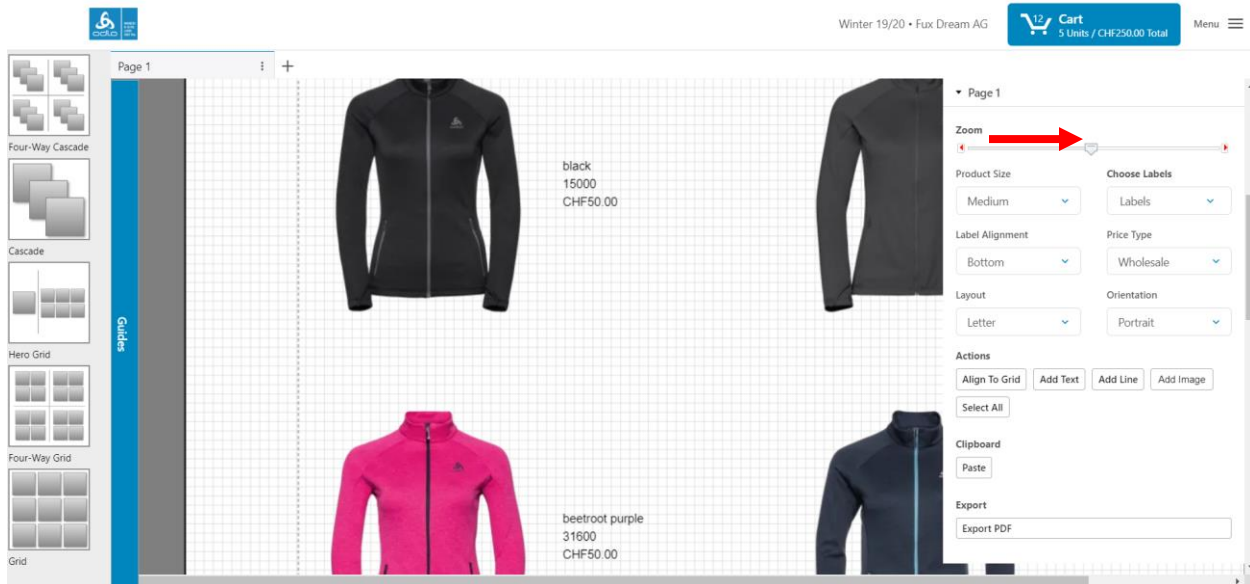 odlo
Winter 19/20 • Fux Dream AG
12
Cart
5 Units / CHF250.00 Total
Menu
Page 1
Four-Way Cascade
Cascade
Hero Grid
Four-Way Grid
Grid
Guides
black
15000
CHF50.00
beetroot purple
31600
CHF50.00
Page 1
Zoom
Product Size
Choose Labels
Medium
Labels
Label Alignment
Price Type
Bottom
Wholesale
Layout
Orientation
Letter
Portrait
Actions
Align To Grid
Add Text
Add Line
Add Image
Select All
Clipboard
Paste
Export
Export PDF